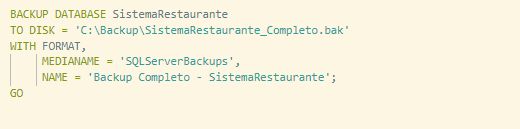 BACKUP DATABASE SistemaRestaurante
TO DISK = 'C:\Backup\SistemaRestaurante_Completo.bak'
WITH FORMAT,
MEDIANAME = 'SQLServerBackups',
NAME = 'Backup Completo - SistemaRestaurante';
GO